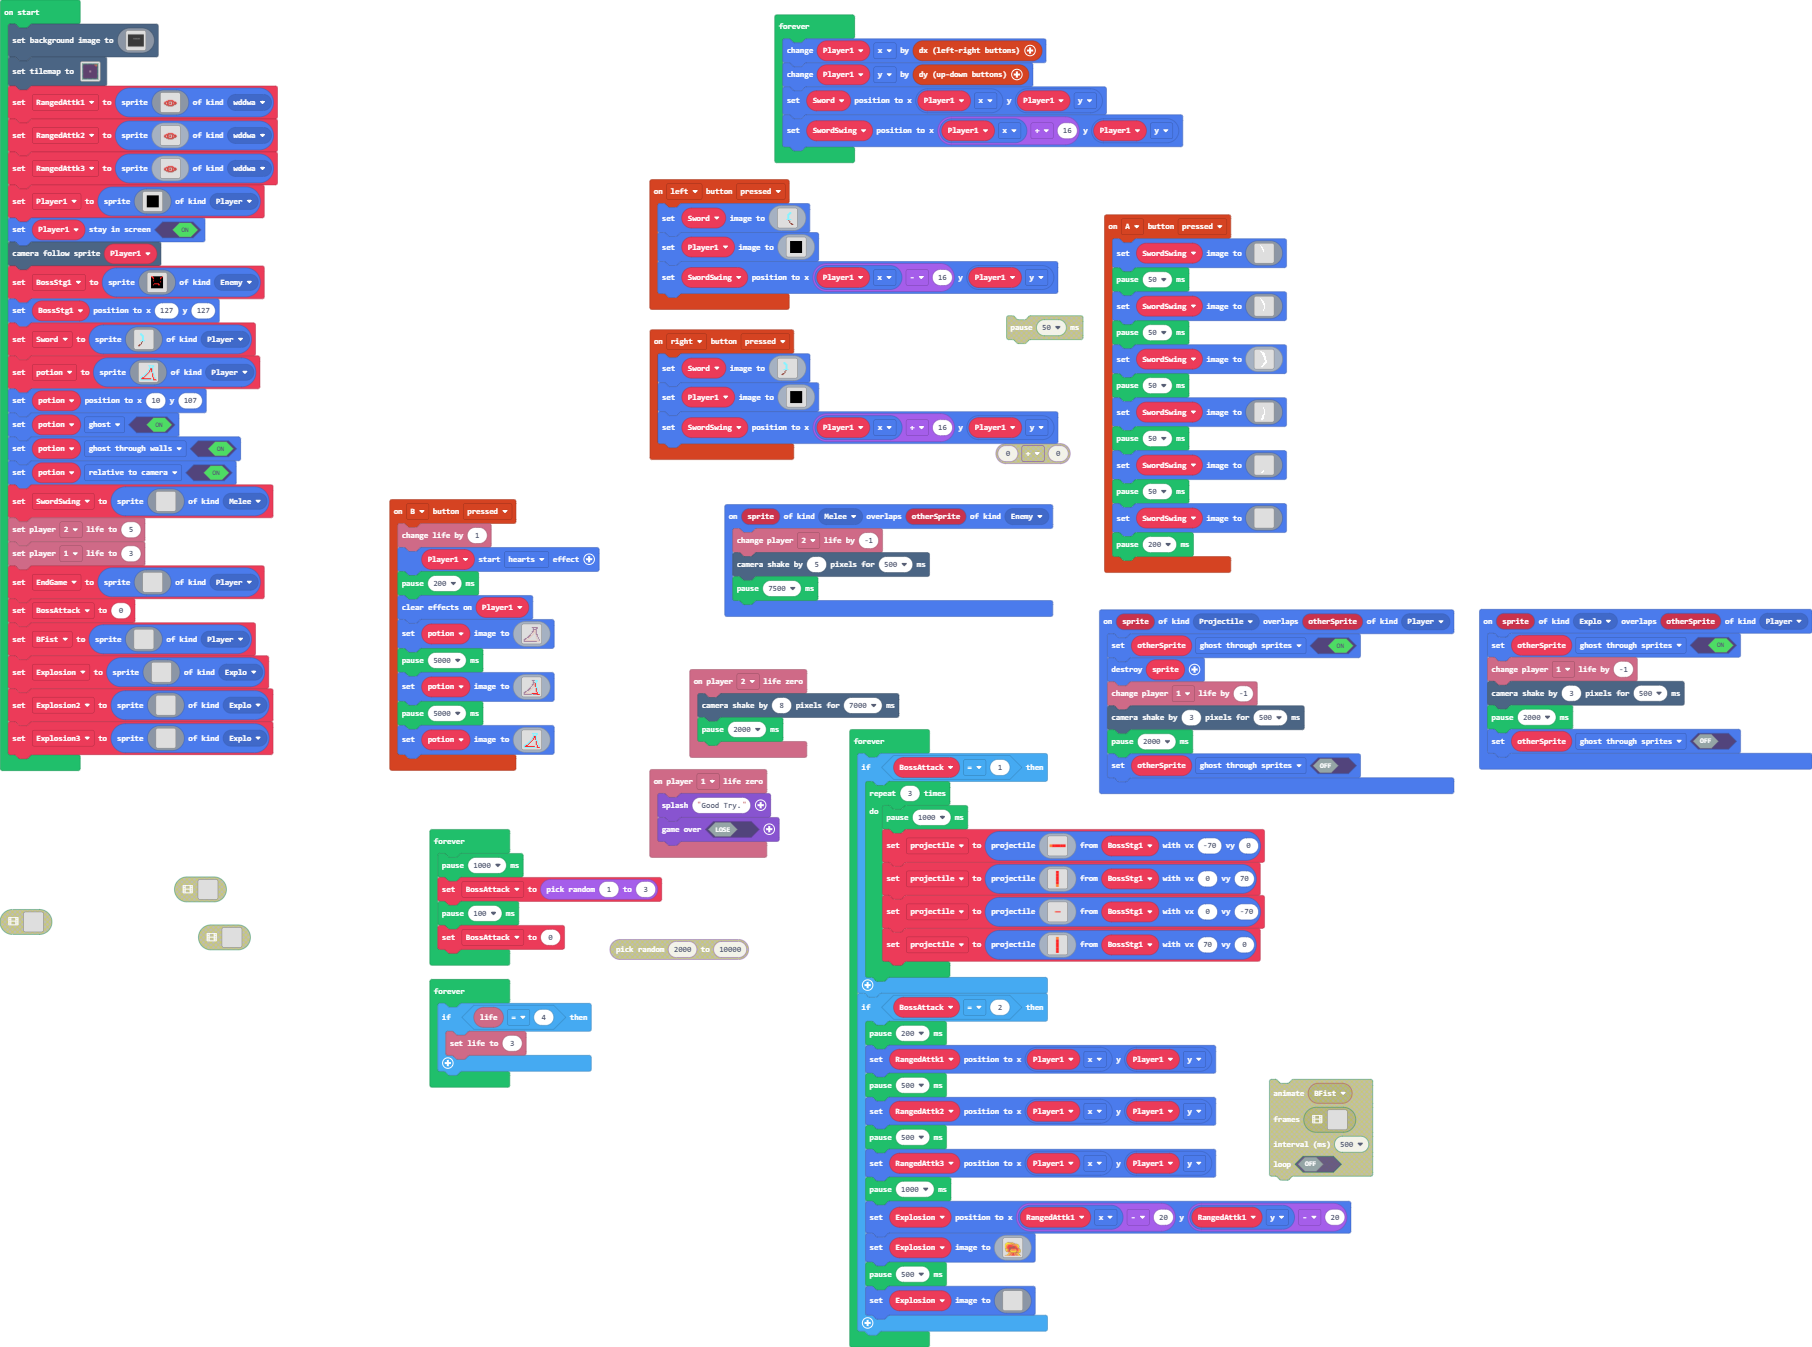 on start
set background image to
set tilemap to
set RangedAttk1 to sprite of kind wddwa
set RangedAttk2 to sprite of kind wddwa
set RangedAttk3 to sprite of kind wddwa
set Player1 to sprite of kind Player
set Player1 stay in screen ON
camera follow sprite Player1
set BossStg1 to sprite of kind Enemy
set BossStg1 position to x 127 y 127
set Sword to sprite of kind Player
set potion to sprite of kind Player
set potion position to x 10 y 107
set potion ghost ON
set potion ghost through walls ON
set potion relative to camera ON
set SwordSwing to sprite of kind Melee
set player 2 life to 5
set player 1 life to 3
set EndGame to sprite of kind Player
set BossAttack to 0
set BFist to sprite of kind Player
set Explosion to sprite of kind Explo
set Explosion2 to sprite of kind Explo
set Explosion3 to sprite of kind Explo
forever
change Player1 x by dx (left-right buttons)
change Player1 y by dy (up-down buttons)
set Sword position to x Player1 x y Player1 y
set SwordSwing position to x Player1 x + 16 y Player1 y
on left button pressed
set Sword image to
set Player1 image to
set SwordSwing position to x Player1 x - 16 y Player1 y
on right button pressed
set Sword image to
set Player1 image to
set SwordSwing position to x Player1 x + 16 y Player1 y
pause 50 ms
0 + 0
on A button pressed
set SwordSwing image to
pause 50 ms
set SwordSwing image to
pause 50 ms
set SwordSwing image to
pause 50 ms
set SwordSwing image to
pause 50 ms
set SwordSwing image to
pause 50 ms
set SwordSwing image to
pause 200 ms
on B button pressed
change life by 1
Player1 start hearts effect
pause 200 ms
clear effects on Player1
set potion image to
pause 5000 ms
set potion image to
pause 5000 ms
set potion image to
on sprite of kind Melee overlaps otherSprite of kind Enemy
change player 2 life by -1
camera shake by 5 pixels for 500 ms
pause 7500 ms
on player 2 life zero
camera shake by 8 pixels for 7000 ms
pause 2000 ms
on player 1 life zero
splash "Good Try."
game over LOSE
on sprite of kind Projectile overlaps otherSprite of kind Player
set otherSprite ghost through sprites ON
destroy sprite
change player 1 life by -1
camera shake by 3 pixels for 500 ms
pause 2000 ms
set otherSprite ghost through sprites OFF
on sprite of kind Explo overlaps otherSprite of kind Player
set otherSprite ghost through sprites ON
change player 1 life by -1
camera shake by 3 pixels for 500 ms
pause 2000 ms
set otherSprite ghost through sprites OFF
forever
pause 1000 ms
set BossAttack to pick random 1 to 3
pause 100 ms
set BossAttack to 0
pick random 2000 to 10000
forever
if life = 4 then
set life to 3
forever
if BossAttack = 1 then
repeat 3 times
do pause 1000 ms
set projectile to projectile from BossStg1 with vx -70 vy 0
set projectile to projectile from BossStg1 with vx 0 vy 70
set projectile to projectile from BossStg1 with vx 0 vy -70
set projectile to projectile from BossStg1 with vx 70 vy 0
if BossAttack = 2 then
pause 200 ms
set RangedAttk1 position to x Player1 x y Player1 y
pause 500 ms
set RangedAttk2 position to x Player1 x y Player1 y
pause 500 ms
set RangedAttk3 position to x Player1 x y Player1 y
pause 1000 ms
set Explosion position to x RangedAttk1 x - 20 y RangedAttk1 y - 20
set Explosion image to
pause 500 ms
set Explosion image to
animate BFist
frames
interval (ms) 500
loop OFF